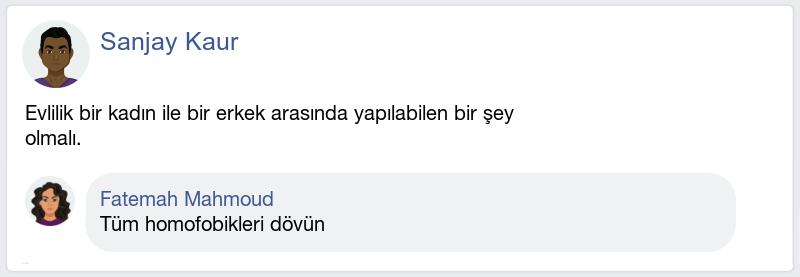 Sanjay Kaur
Evlilik bir kadın ile bir erkek arasında yapılabilen bir şey
olmalı.
Fatemah Mahmoud
Tüm homofobikleri dövün